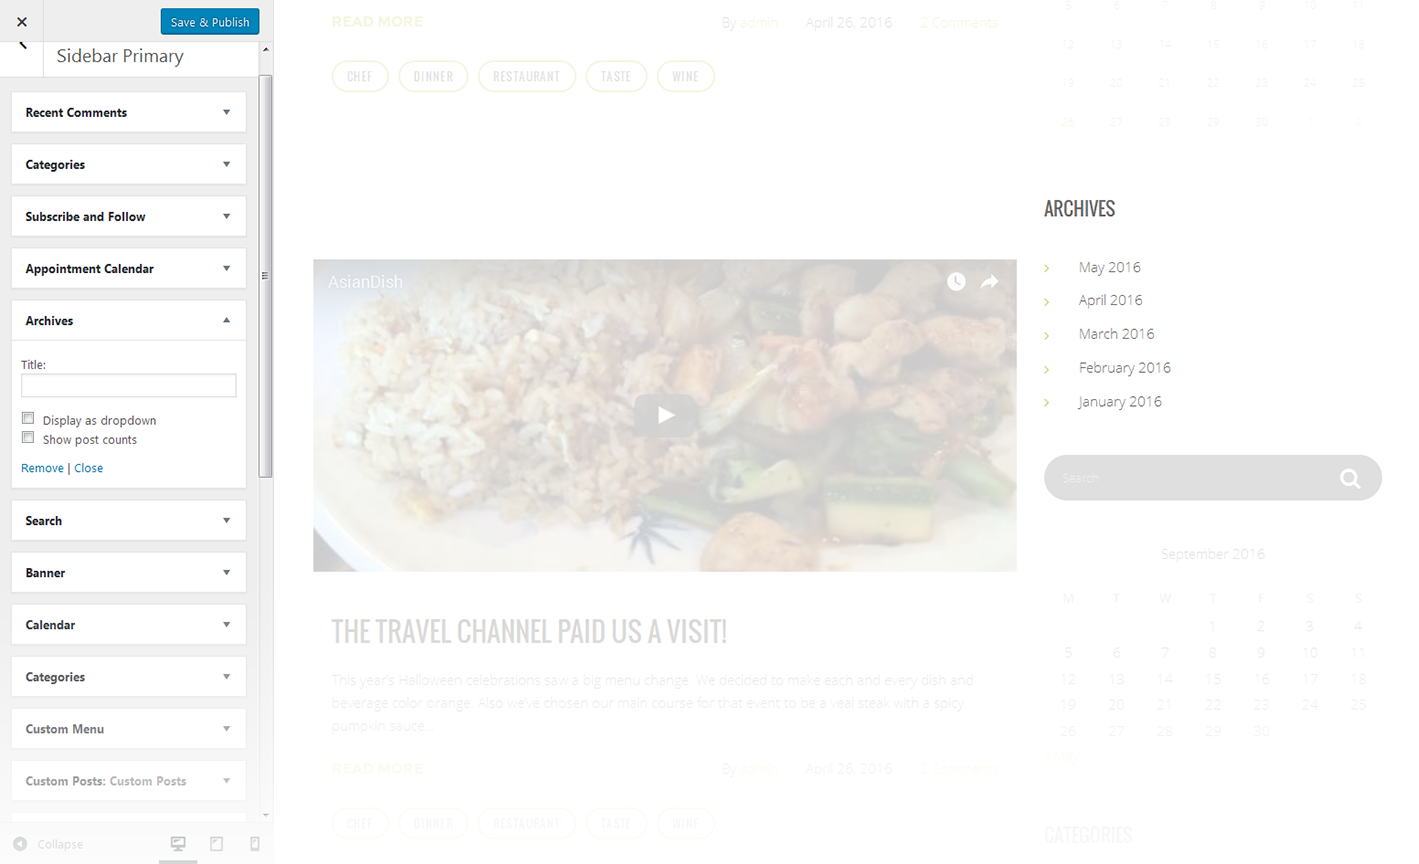 Save & Publish
Sidebar Primary
Recent Comments
Categories
Subscribe and Follow
Appointment Calendar
Archives
Title:
Display as dropdown
Show post counts
Remove | Close
Search
Banner
Calendar
Categories
Custom Menu
Custom Posts: Custom Posts
Collapse
READ MORE
By admin April 26, 2016 2 Comments
CHEF DINNER RESTAURANT TASTE WINE
AsianDish
THE TRAVEL CHANNEL PAID US A VISIT!
This year's Halloween celebrations saw a big menu change. We decided to make each and every dish and
beverage color orange. Also we've chosen our main course for that event to be a veal steak with a spicy
pumpkin sauce...
READ MORE
By admin April 26, 2016 2 Comments
CHEF DINNER RESTAURANT TASTE WINE
5 6 7 8 9 10 11
12 13 14 15 16 17 18
19 20 21 22 23 24 25
26 27 28 29 30
ARCHIVES
May 2016
April 2016
March 2016
February 2016
January 2016
Search
September 2016
M T W T F S S
1 2 3 4
5 6 7 8 9 10 11
12 13 14 15 16 17 18
19 20 21 22 23 24 25
26 27 28 29 30
CATEGORIES